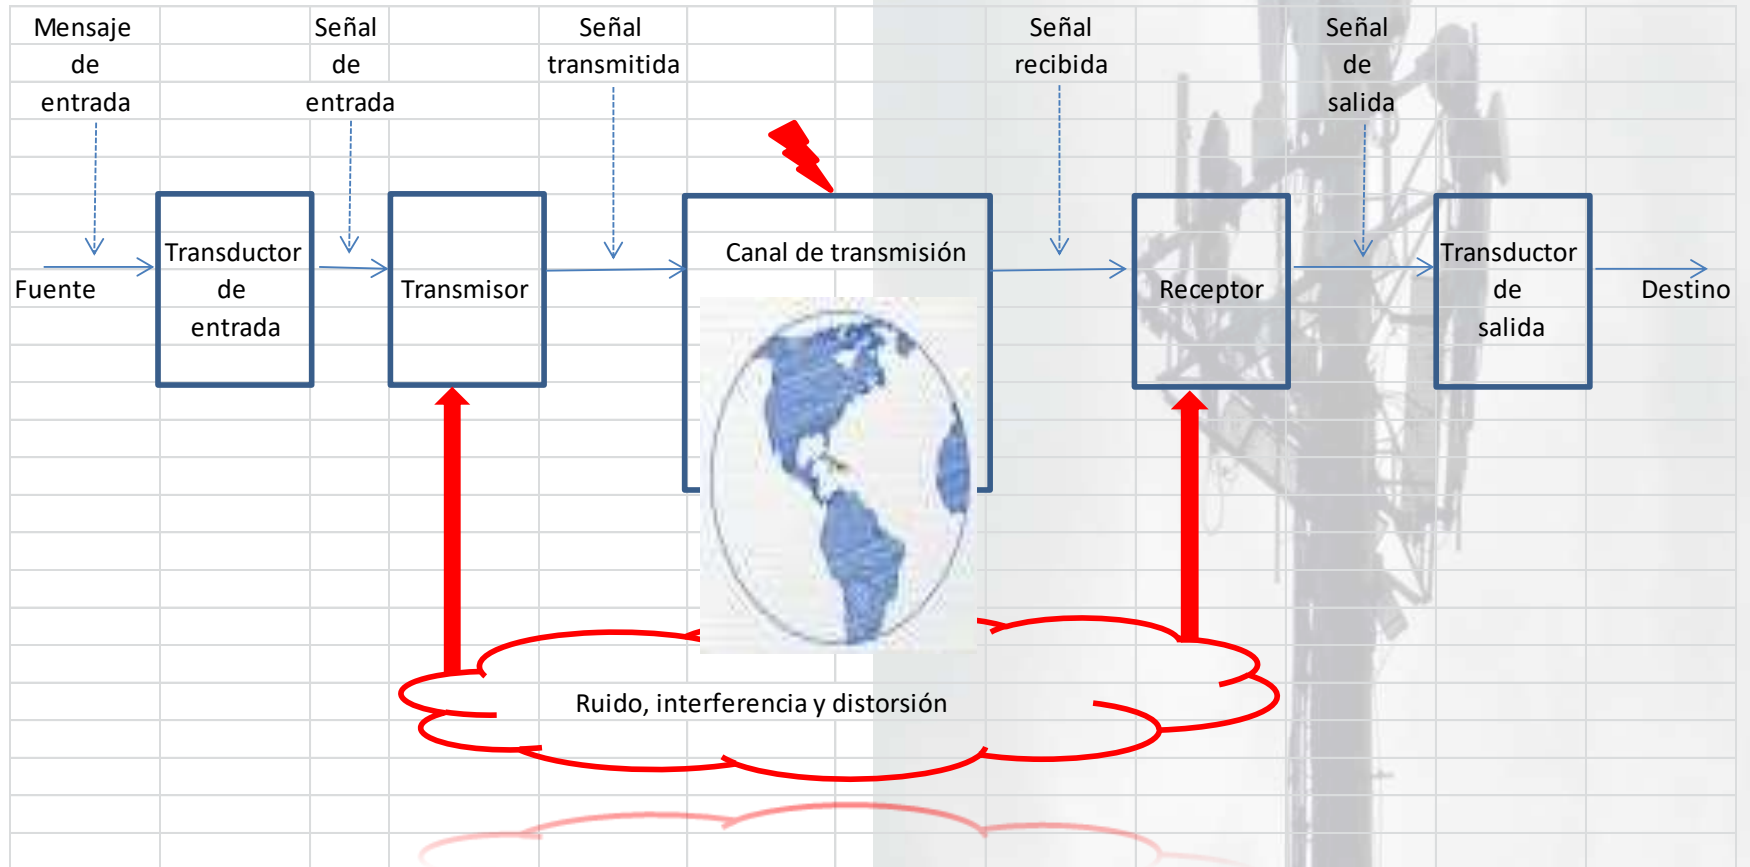 Mensaje
de
entrada
Señal
de
entrada
Señal
transmitida
Señal
recibida
Señal
de
salida
Fuente
Transductor
de
entrada
Transmisor
Canal de transmisión
Receptor
Transductor
de
salida
Destino
Ruido, interferencia y distorsión